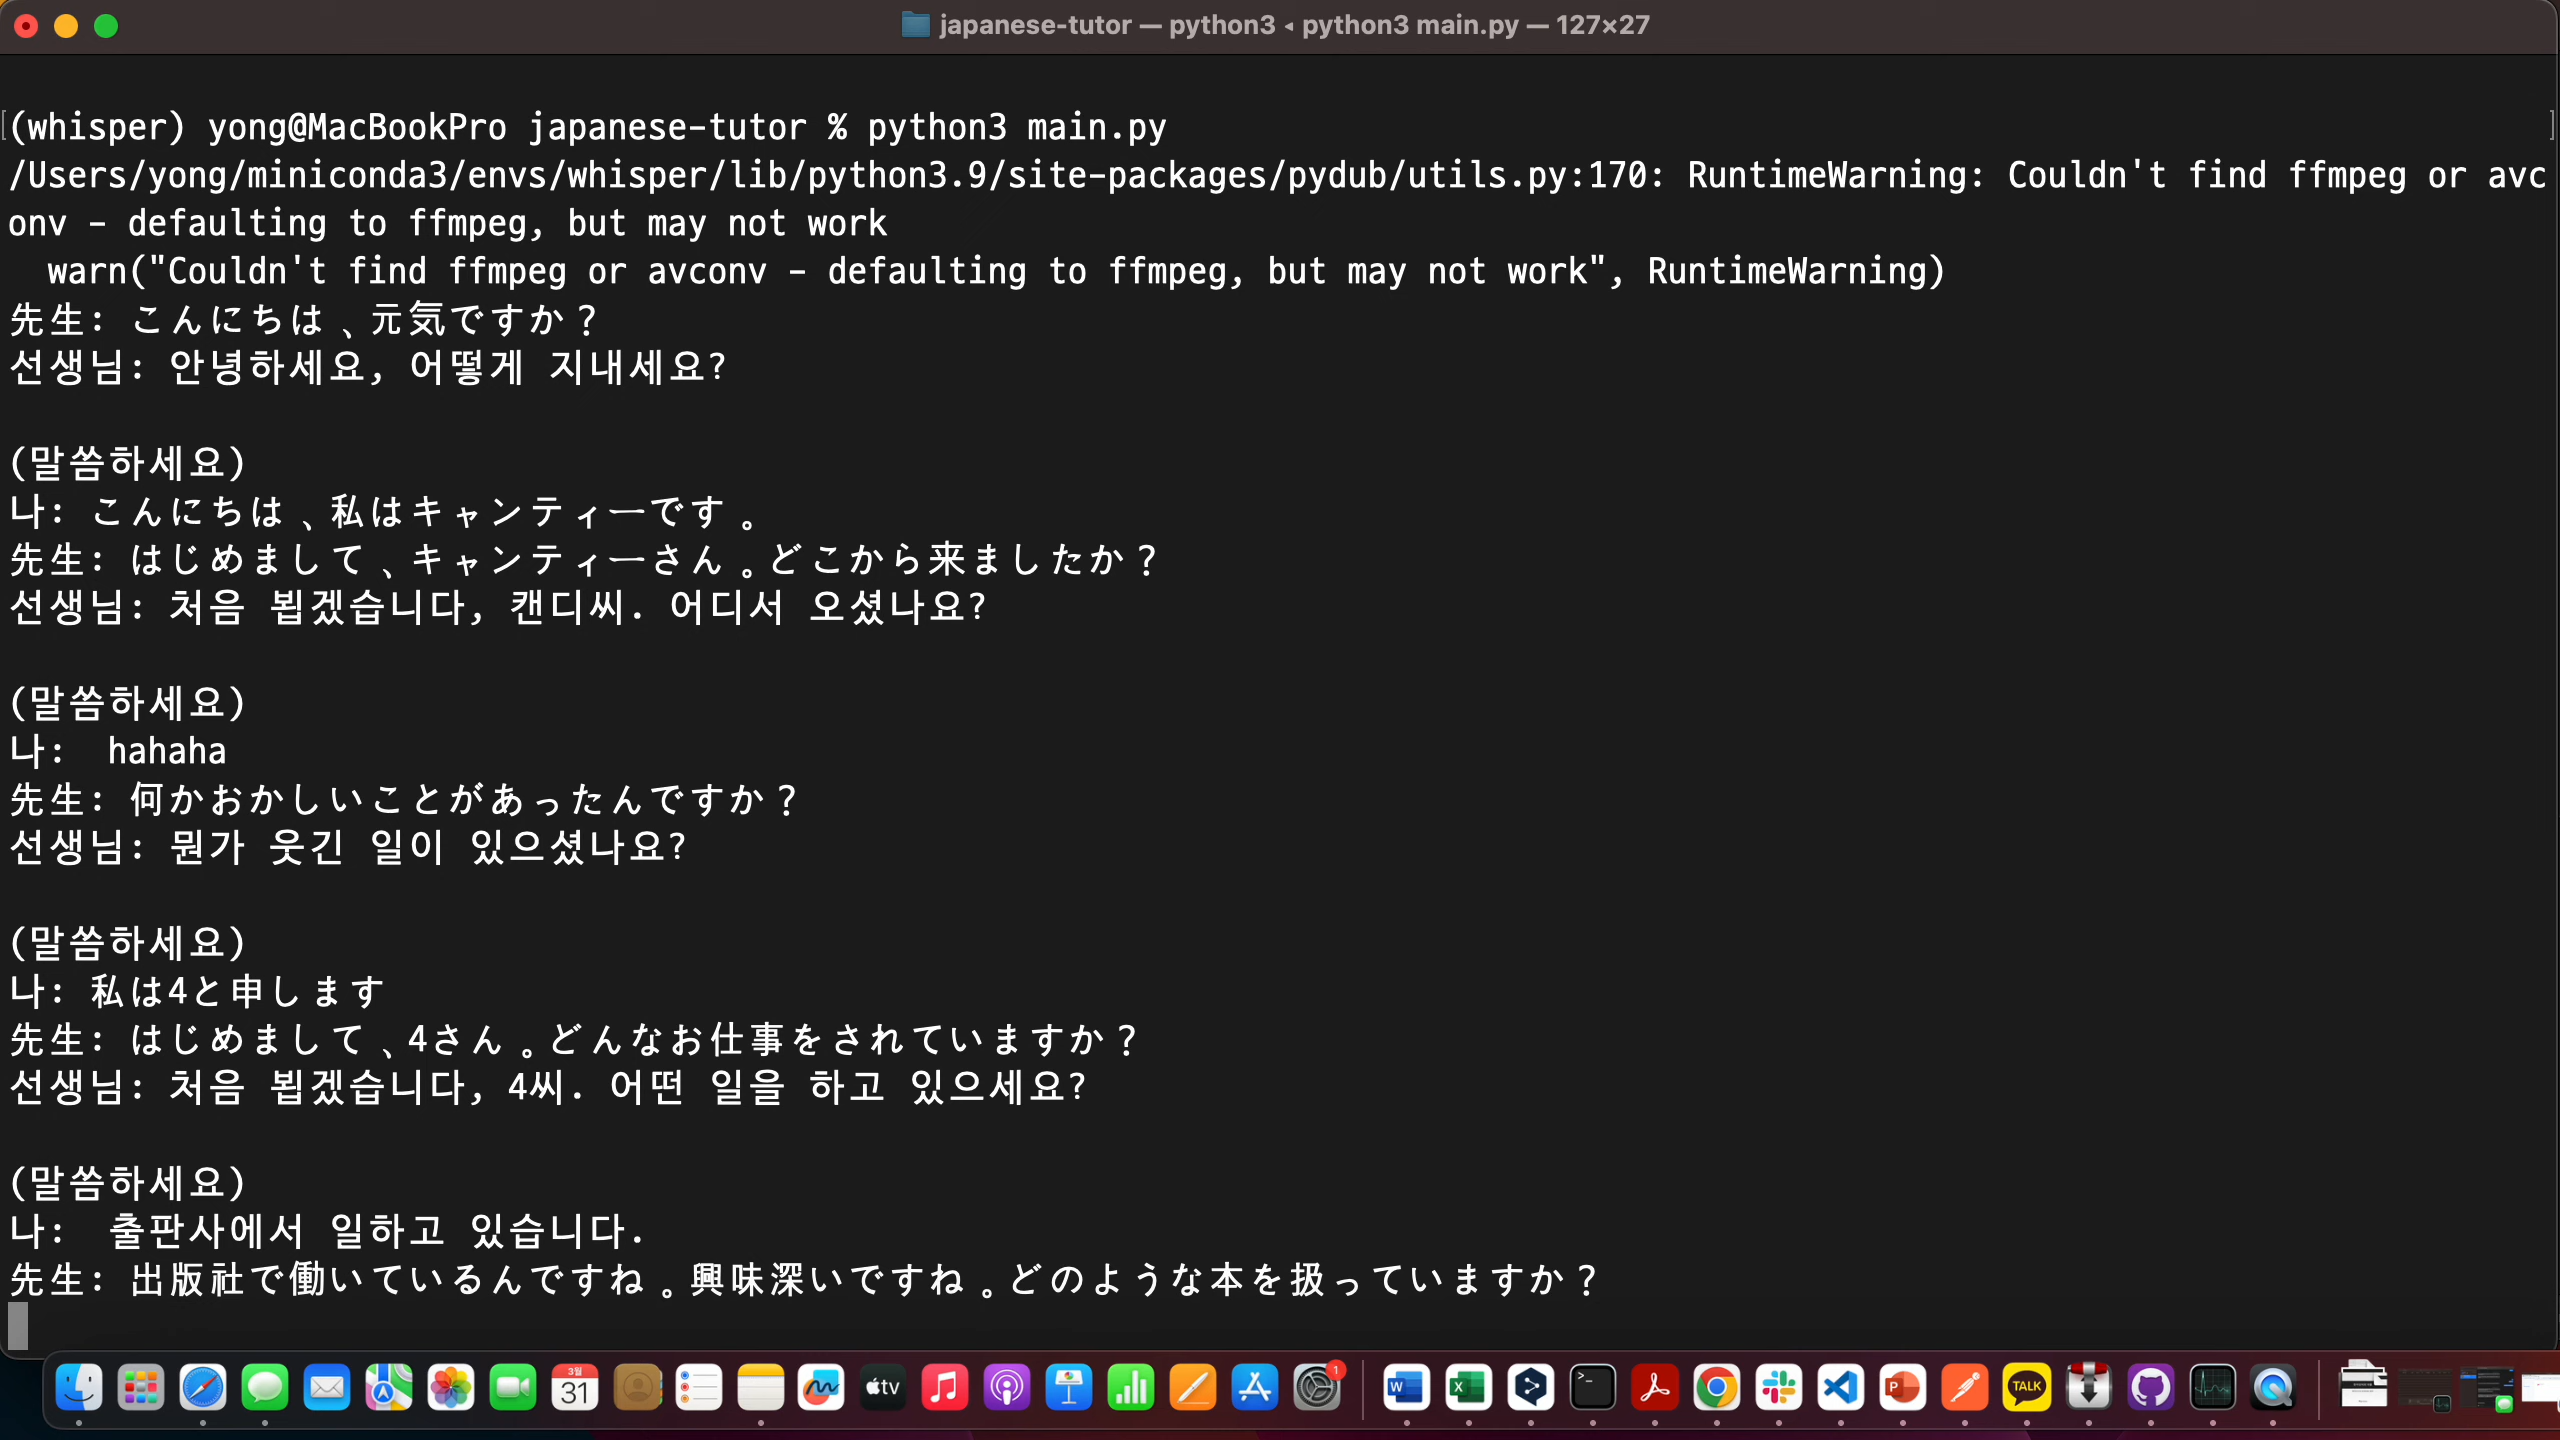 japanese-tutor — python3 ◂ python3 main.py — 127×27
(whisper) yong@MacBookPro japanese-tutor % python3 main.py
/Users/yong/miniconda3/envs/whisper/lib/python3.9/site-packages/pydub/utils.py:170: RuntimeWarning: Couldn't find ffmpeg or avc
onv - defaulting to ffmpeg, but may not work
  warn("Couldn't find ffmpeg or avconv - defaulting to ffmpeg, but may not work", RuntimeWarning)
先生: こんにちは、元気ですか？
선생님: 안녕하세요, 어떻게 지내세요?
(말씀하세요)
나: こんにちは、私はキャンティーです。
先生: はじめまして、キャンティーさん。どこから来ましたか？
선생님: 처음 뵙겠습니다, 캔디씨. 어디서 오셨나요?
(말씀하세요)
나:  hahaha
先生: 何かおかしいことがあったんですか？
선생님: 뭔가 웃긴 일이 있으셨나요?
(말씀하세요)
나: 私は4と申します
先生: はじめまして、4さん。どんなお仕事をされていますか？
선생님: 처음 뵙겠습니다, 4씨. 어떤 일을 하고 있으세요?
(말씀하세요)
나:  출판사에서 일하고 있습니다.
先生: 出版社で働いているんですね。興味深いですね。どのような本を扱っていますか？
3월
31
tv
1
W
X
>_
P
TALK